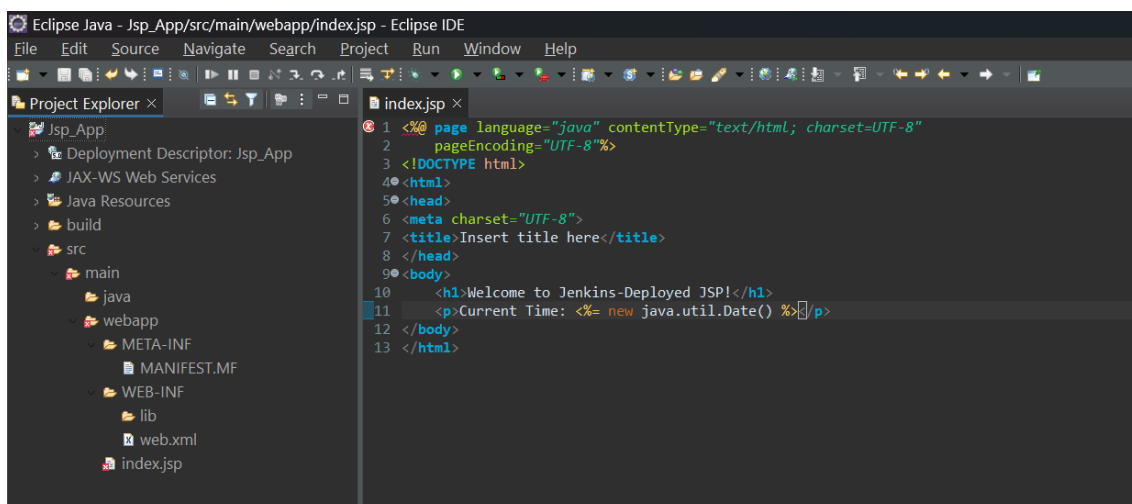 Eclipse Java - Jsp_App/src/main/webapp/index.jsp - Eclipse IDE
File Edit Source Navigate Search Project Run Window Help
Project Explorer
Jsp_App
Deployment Descriptor: Jsp_App
JAX-WS Web Services
Java Resources
build
src
main
java
webapp
META-INF
MANIFEST.MF
WEB-INF
lib
web.xml
index.jsp
index.jsp
1 <%@ page language="java" contentType="text/html; charset=UTF-8"
2 pageEncoding="UTF-8"%>
3 <!DOCTYPE html>
4 <html>
5 <head>
6 <meta charset="UTF-8">
7 <title>Insert title here</title>
8 </head>
9 <body>
10 <h1>Welcome to Jenkins-Deployed JSP!</h1>
11 <p>Current Time: <%= new java.util.Date() %></p>
12 </body>
13 </html>